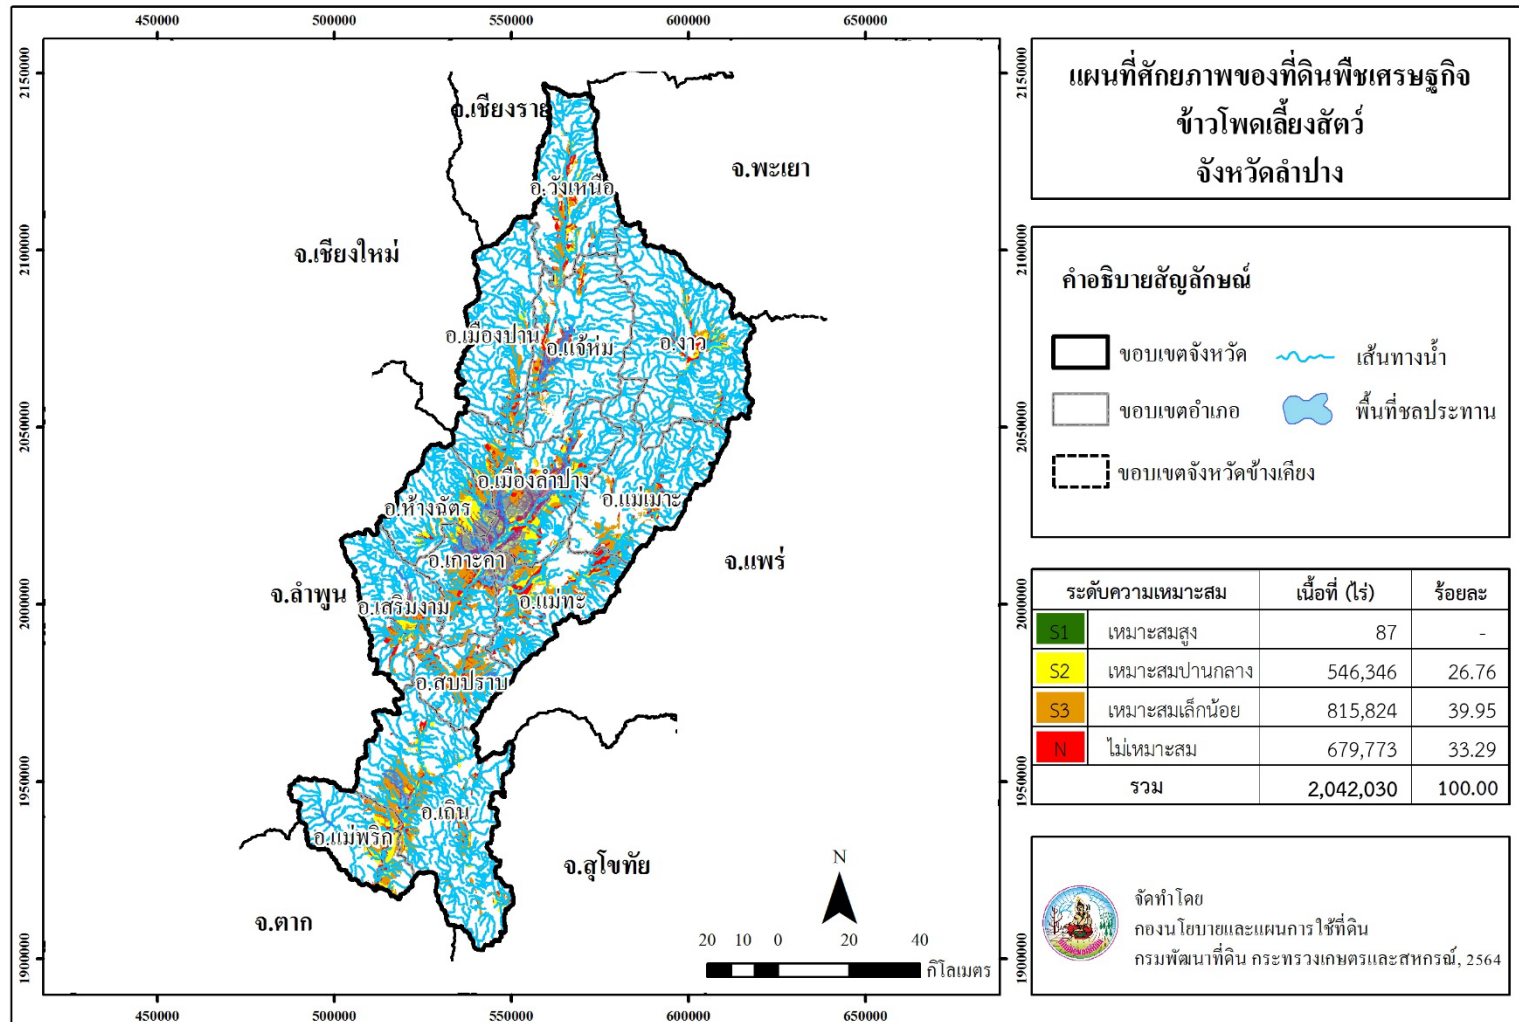 450000 500000 550000 600000 650000
2150000 2100000 2050000 2000000 1950000 1900000
จ.เชียงราย
จ.พะเยา
อ.วังเหนือ
จ.เชียงใหม่
อ.เมืองปาน
อ.แจ้ห่ม
อ.งาว
อ.เมืองลำปาง
อ.ห้างฉัตร
อ.แม่เมาะ
อ.เกาะคา
จ.แพร่
จ.ลำพูน
อ.เสริมงาม
อ.แม่ทะ
อ.สบปราบ
อ.เถิน
อ.แม่พริก
จ.สุโขทัย
จ.ตาก
N
20 10 0 20 40
กิโลเมตร
2150000 2100000 2050000 2000000 1950000 1900000
450000 500000 550000 600000 650000
แผนที่ศักยภาพของที่ดินพืชเศรษฐกิจ
ข้าวโพดเลี้ยงสัตว์
จังหวัดลำปาง
คำอธิบายสัญลักษณ์
ขอบเขตจังหวัด เส้นทางน้ำ
ขอบเขตอำเภอ พื้นที่ชลประทาน
ขอบเขตจังหวัดข้างเคียง
ระดับความเหมาะสม เนื้อที่ (ไร่) ร้อยละ
S1 เหมาะสมสูง 87 -
S2 เหมาะสมปานกลาง 546,346 26.76
S3 เหมาะสมเล็กน้อย 815,824 39.95
N ไม่เหมาะสม 679,773 33.29
รวม 2,042,030 100.00
จัดทำโดย
กองนโยบายและแผนการใช้ที่ดิน
กรมพัฒนาที่ดิน กระทรวงเกษตรและสหกรณ์, 2564